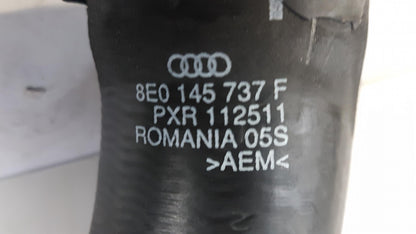 8E0 145 737 F
PXR 112511
ROMANIA 05S
>AEM<